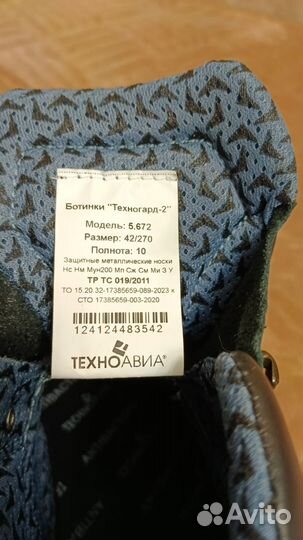 Ботинки "Техногард-2"
Модель: 5.672
Размер: 42/270
Полнота: 10
Защитные металлические носки
Нс Нм Мун200 Мп Сж См Ми З У
ТР ТС 019/2011
ТО 15.20.32-17385659-089-2023 к
СТО 17385659-003-2020
124124483542
ТЕХНОАВИА®
Avito